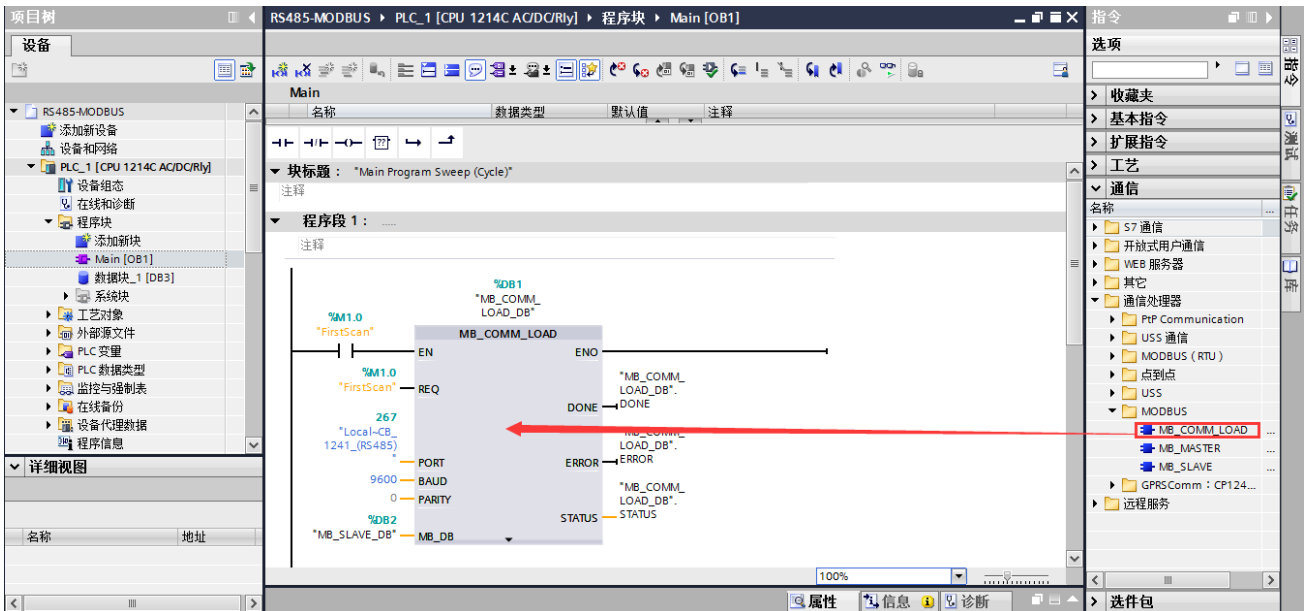 项目树
设备
RS485-MODBUS
添加新设备
设备和网络
PLC_1 [CPU 1214C AC/DC/Rly]
设备组态
在线和诊断
程序块
添加新块
Main [OB1]
数据块_1 [DB3]
系统块
工艺对象
外部源文件
PLC 变量
PLC 数据类型
监控与强制表
在线备份
设备代理数据
程序信息
详细视图
名称 地址
RS485-MODBUS PLC_1 [CPU 1214C AC/DC/Rly] 程序块 Main [OB1]
Main
名称 数据类型 默认值 注释
块标题： "Main Program Sweep (Cycle)"
注释
程序段 1： .....
注释
%DB1
"MB_COMM_
LOAD_DB"
%M1.0
"FirstScan"
MB_COMM_LOAD
EN ENO
%M1.0
"FirstScan" REQ
"MB_COMM_
LOAD_DB".
DONE DONE
267
"Local~CB_
1241_(RS485)
"
PORT
LOAD_DB".
ERROR ERROR
9600 BAUD
0 PARITY
"MB_COMM_
LOAD_DB".
STATUS STATUS
%DB2
"MB_SLAVE_DB" MB_DB
100%
属性 信息 诊断
指令
选项
收藏夹
基本指令
扩展指令
工艺
通信
名称 ...
S7 通信
开放式用户通信
WEB 服务器
其它
通信处理器
PtP Communication
USS 通信
MODBUS (RTU)
点到点
USS
MODBUS
MB_COMM_LOAD ...
MB_MASTER ...
MB_SLAVE ...
GPRSComm：CP124...
远程服务
选件包
指令
测试
任务
库